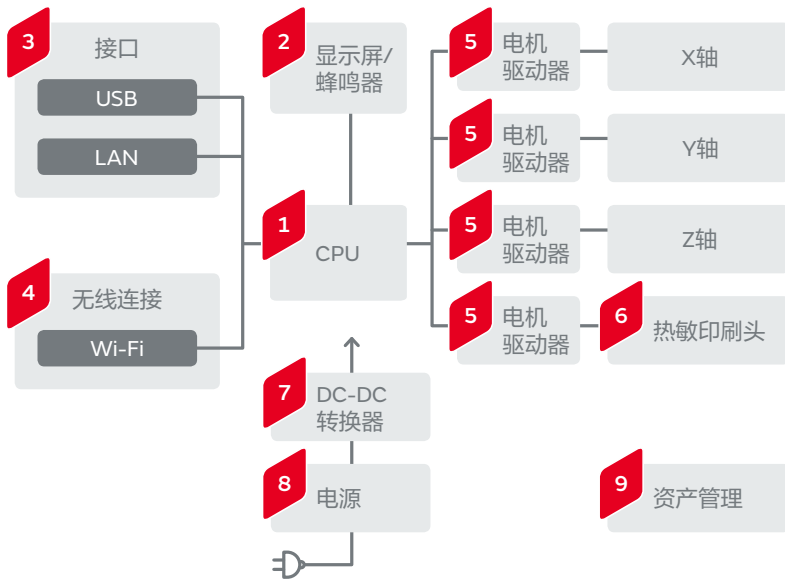 3
接口
USB
LAN
4
无线连接
Wi-Fi
2
显示屏/
蜂鸣器
1
CPU
7
DC-DC
转换器
8
电源
5
电机
驱动器
X轴
5
电机
驱动器
Y轴
5
电机
驱动器
Z轴
5
电机
驱动器
6
热敏印刷头
9
资产管理